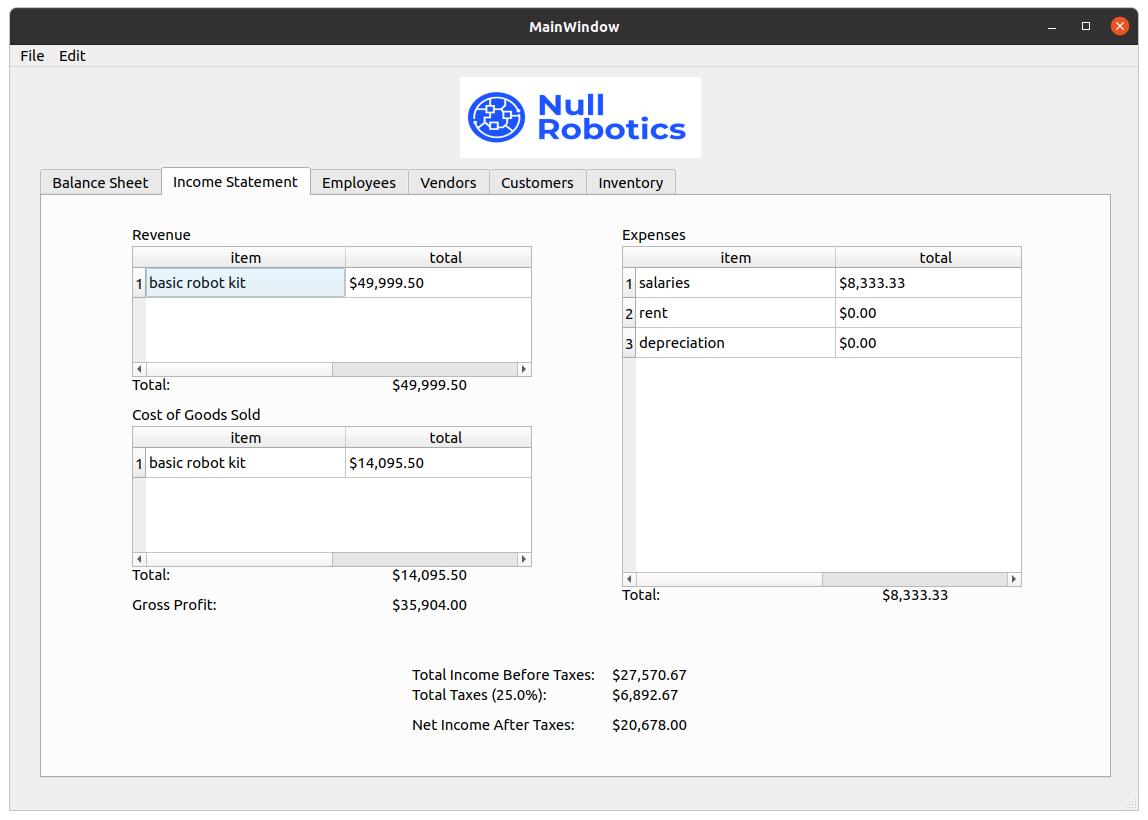 MainWindow
File Edit
Null
Robotics
Balance Sheet Income Statement Employees Vendors Customers Inventory
Revenue
item total
1 basic robot kit $49,999.50
Total: $49,999.50
Cost of Goods Sold
item total
1 basic robot kit $14,095.50
Total: $14,095.50
Gross Profit: $35,904.00
Expenses
item total
1 salaries $8,333.33
2 rent $0.00
3 depreciation $0.00
Total: $8,333.33
Total Income Before Taxes: $27,570.67
Total Taxes (25.0%): $6,892.67
Net Income After Taxes: $20,678.00